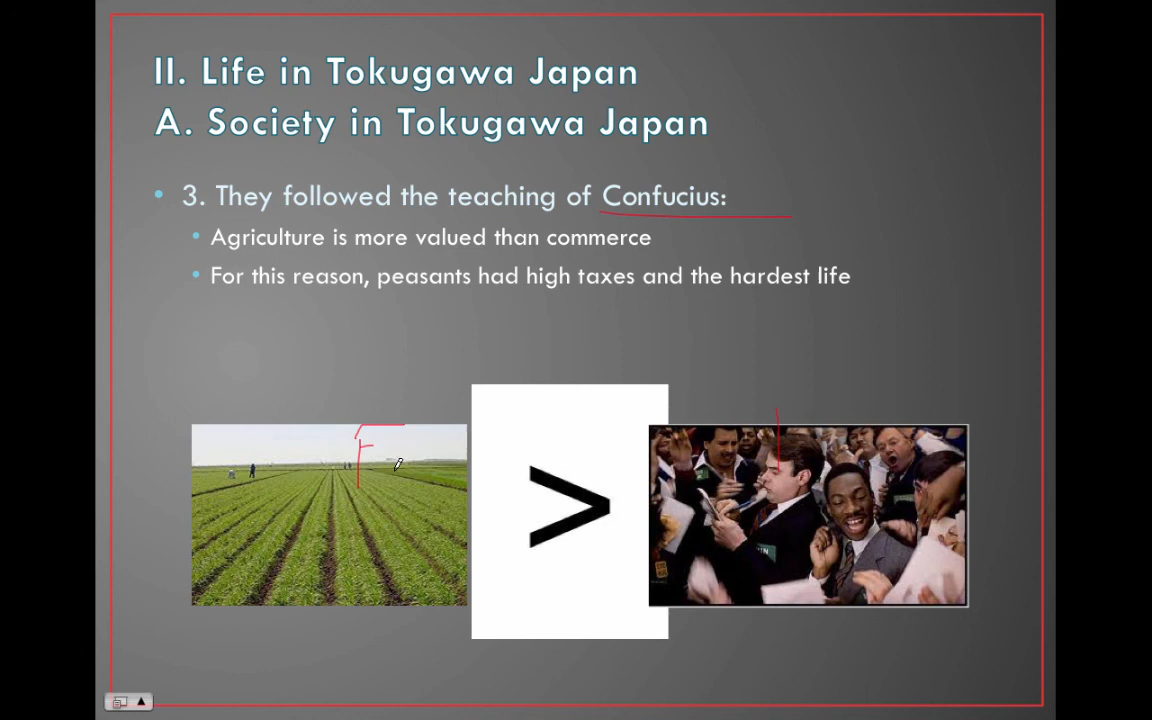 II. Life in Tokugawa Japan
A. Society in Tokugawa Japan
• 3. They followed the teaching of Confucius:
• Agriculture is more valued than commerce
• For this reason, peasants had high taxes and the hardest life
F
>